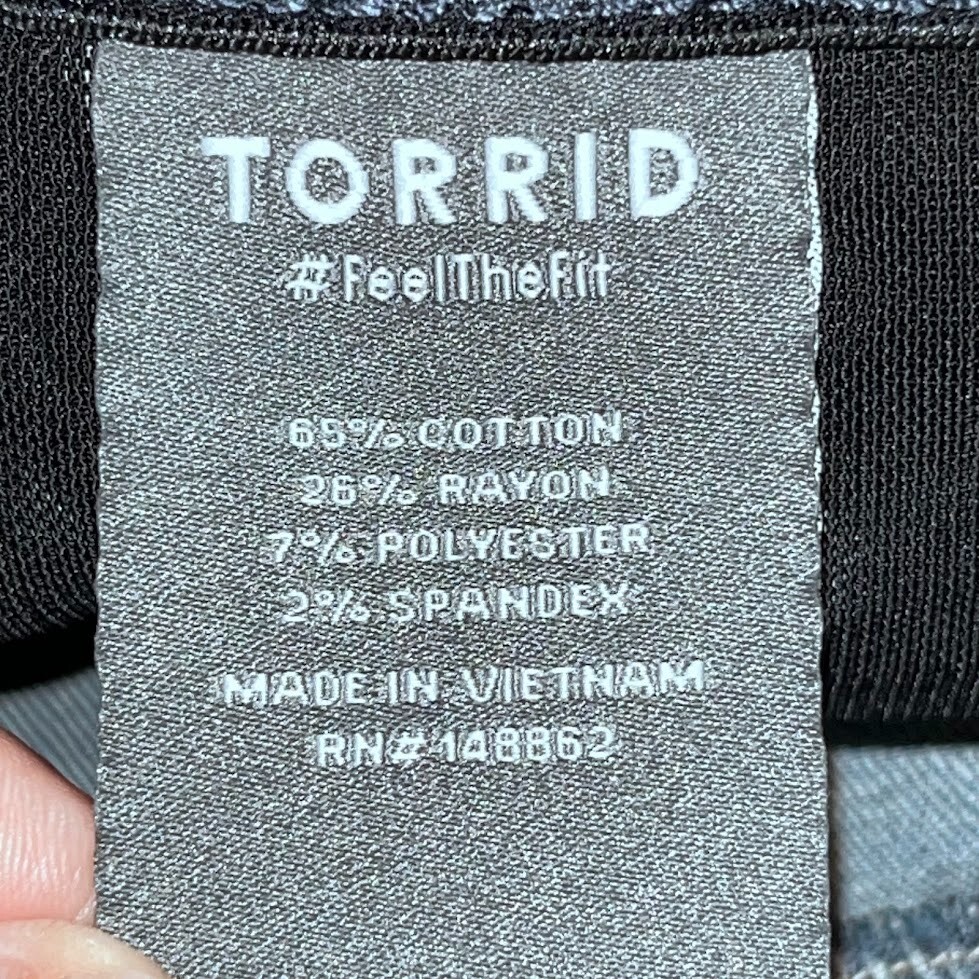 TORRID
#FeelTheFit
65% COTTON
26% RAYON
7% POLYESTER
2% SPANDEX
MADE IN VIETNAM
RN# 148862